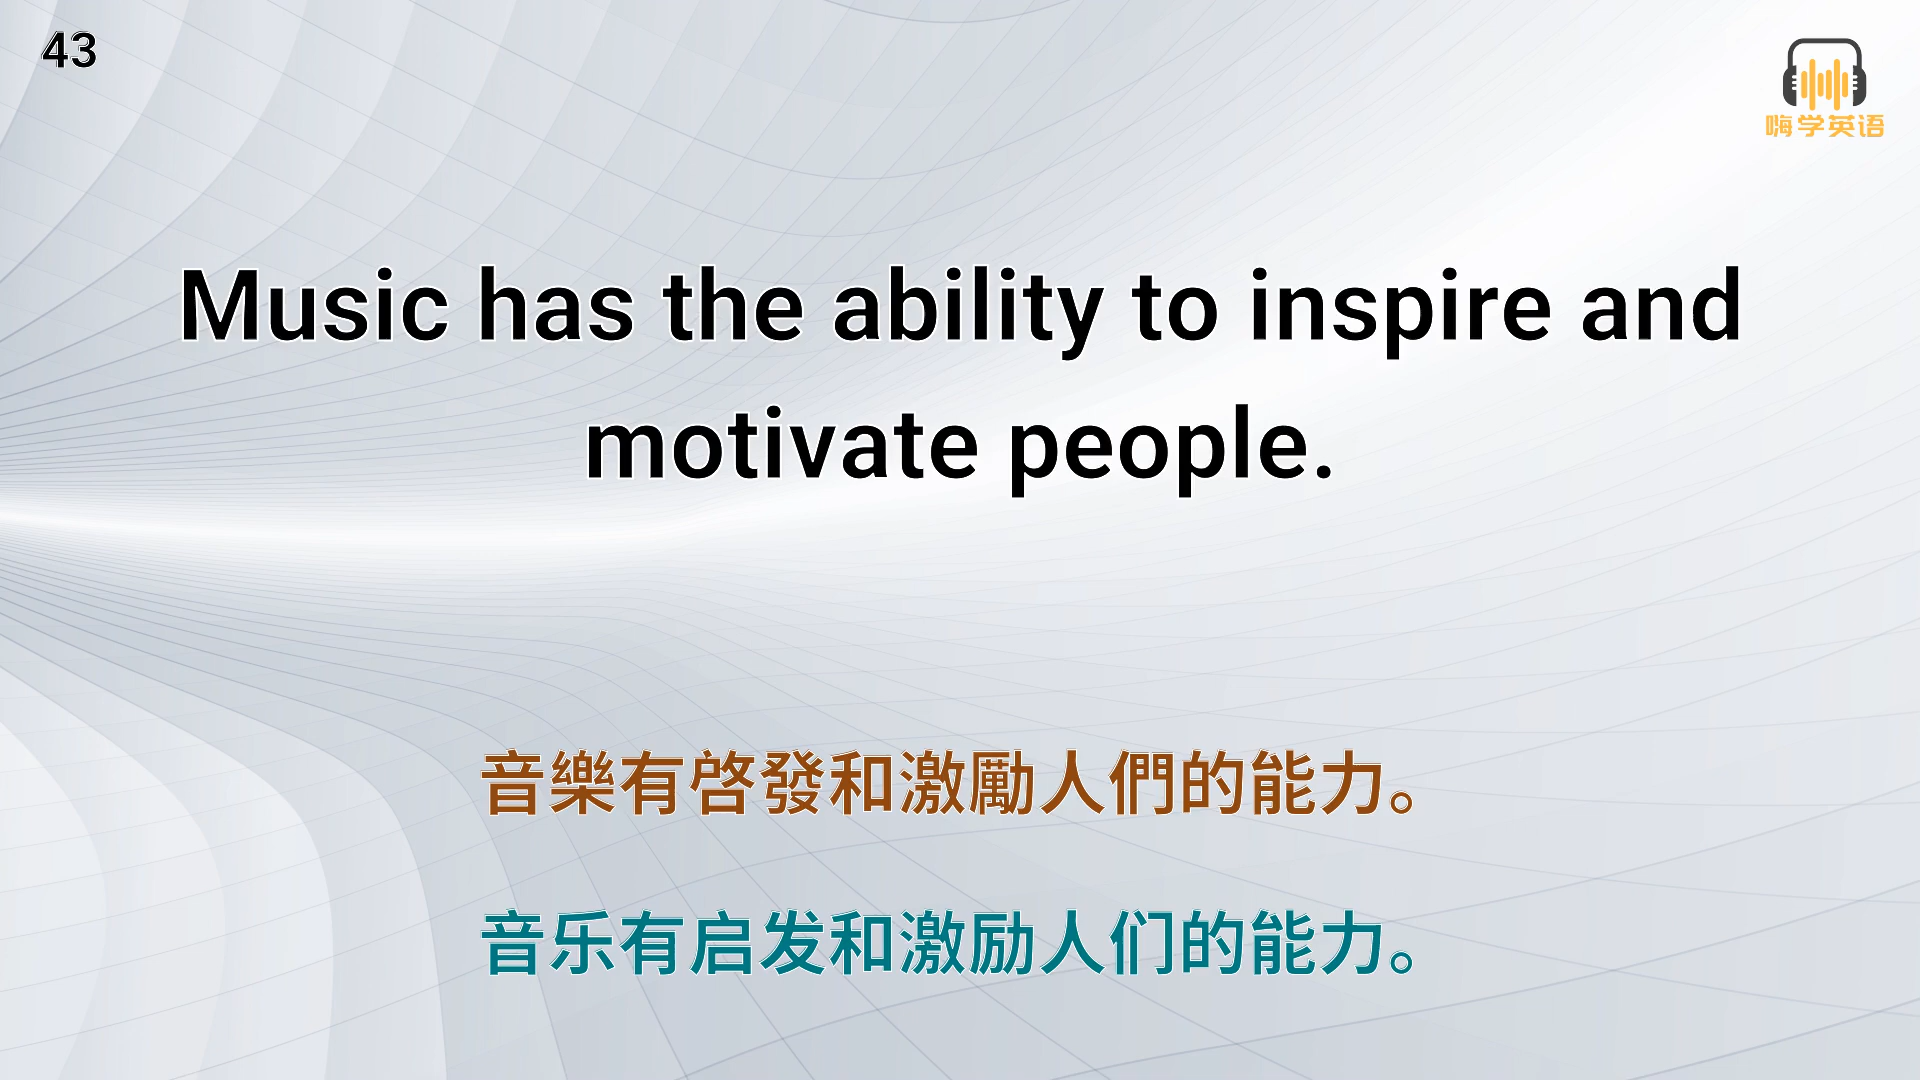 43
嗨学英语
Music has the ability to inspire and
motivate people.
音樂有啓發和激勵人們的能力。
音乐有启发和激励人们的能力。